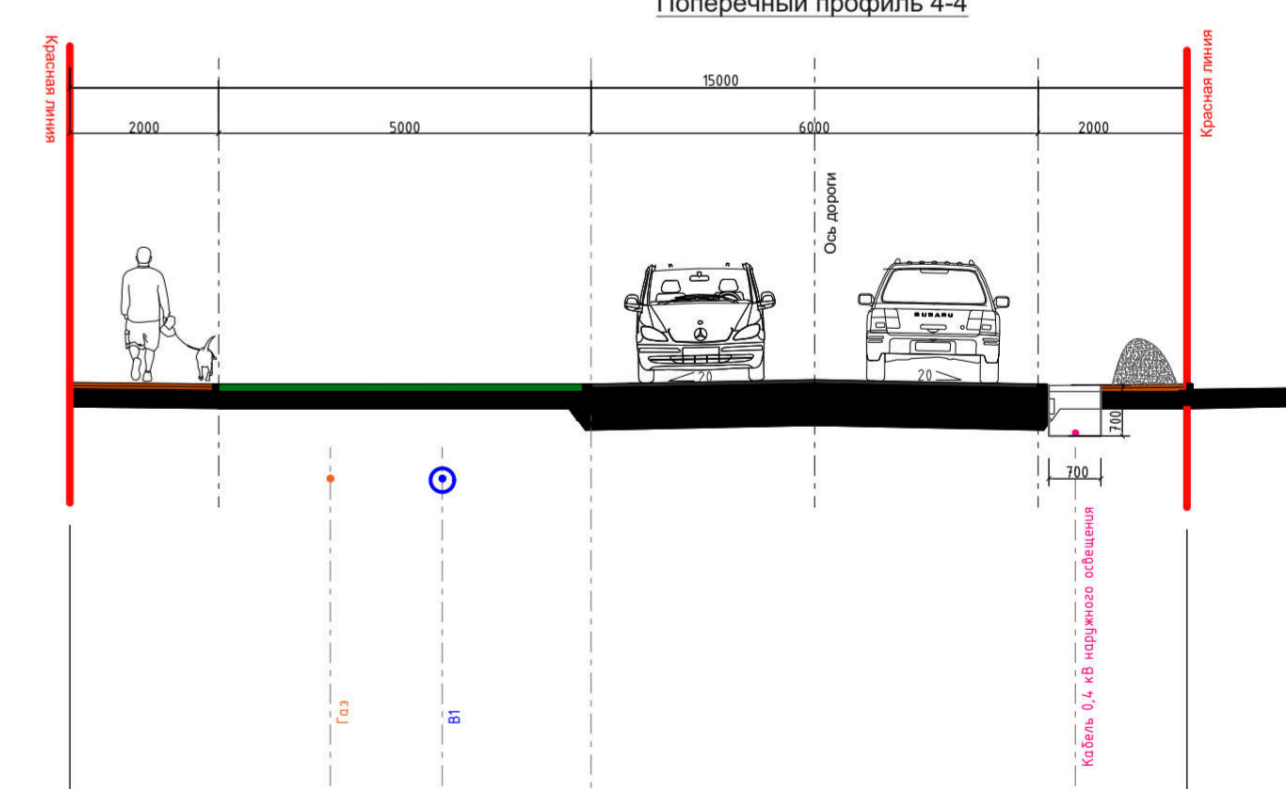 Поперечный профиль 4-4
Красная линия
Красная линия
15000
2000
5000
6000
2000
Ось дороги
SUBARU
20
20
700
700
Газ
В1
Кабель 0,4 кВ наружного освещения